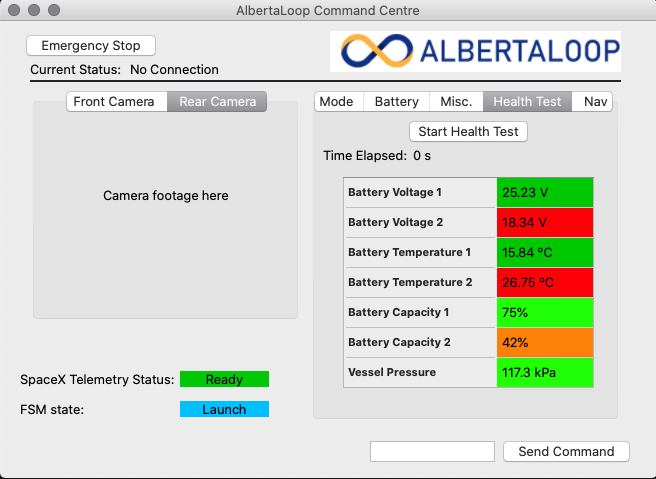 AlbertaLoop Command Centre
Emergency Stop
ALBERTALOOP
Current Status: No Connection
Front Camera Rear Camera
Mode Battery Misc. Health Test Nav
Start Health Test
Time Elapsed: 0 s
Camera footage here
Battery Voltage 1 25.23 V
Battery Voltage 2 18.34 V
Battery Temperature 1 15.84 ºC
Battery Temperature 2 26.75 ºC
Battery Capacity 1 75%
Battery Capacity 2 42%
Vessel Pressure 117.3 kPa
SpaceX Telemetry Status: Ready
FSM state: Launch
Send Command